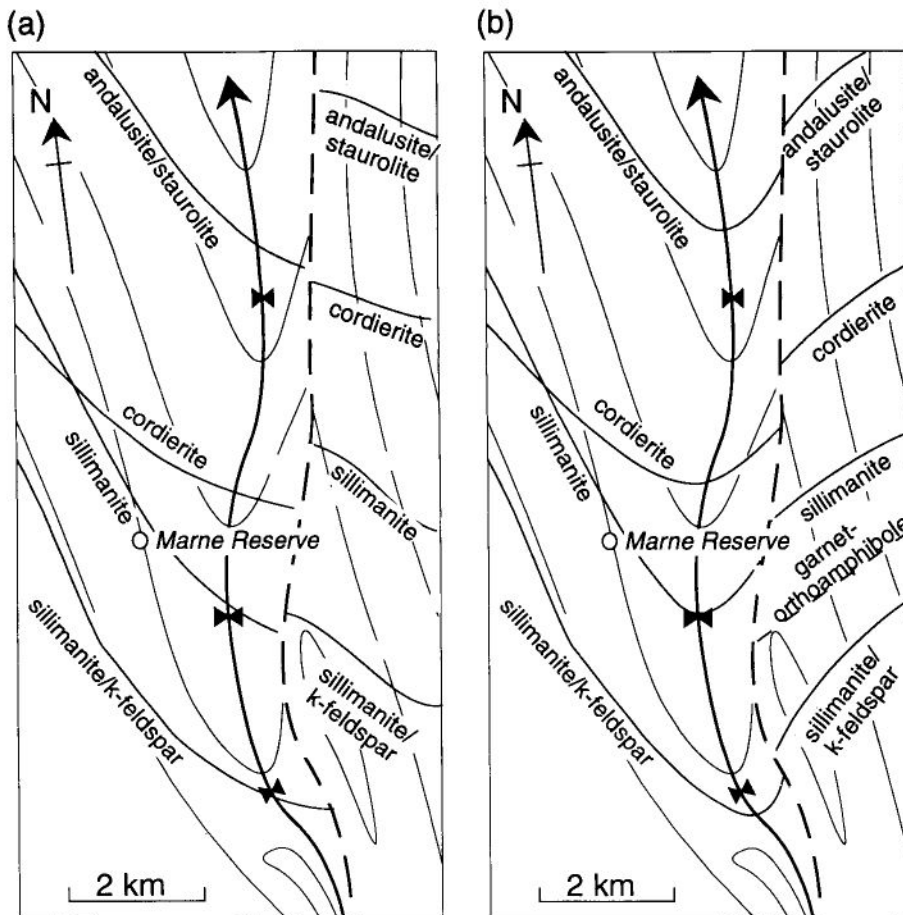 (a)
N
andalusite/staurolite
andalusite/
staurolite
cordierite
cordierite
sillimanite
sillimanite
Marne Reserve
sillimanite/k-feldspar
sillimanite/
k-feldspar
2 km
(b)
N
andalusite/staurolite
andalusite/
staurolite
cordierite
cordierite
sillimanite
sillimanite
Marne Reserve
garnet-
orthoamphibole
sillimanite/k-feldspar
sillimanite/
k-feldspar
2 km